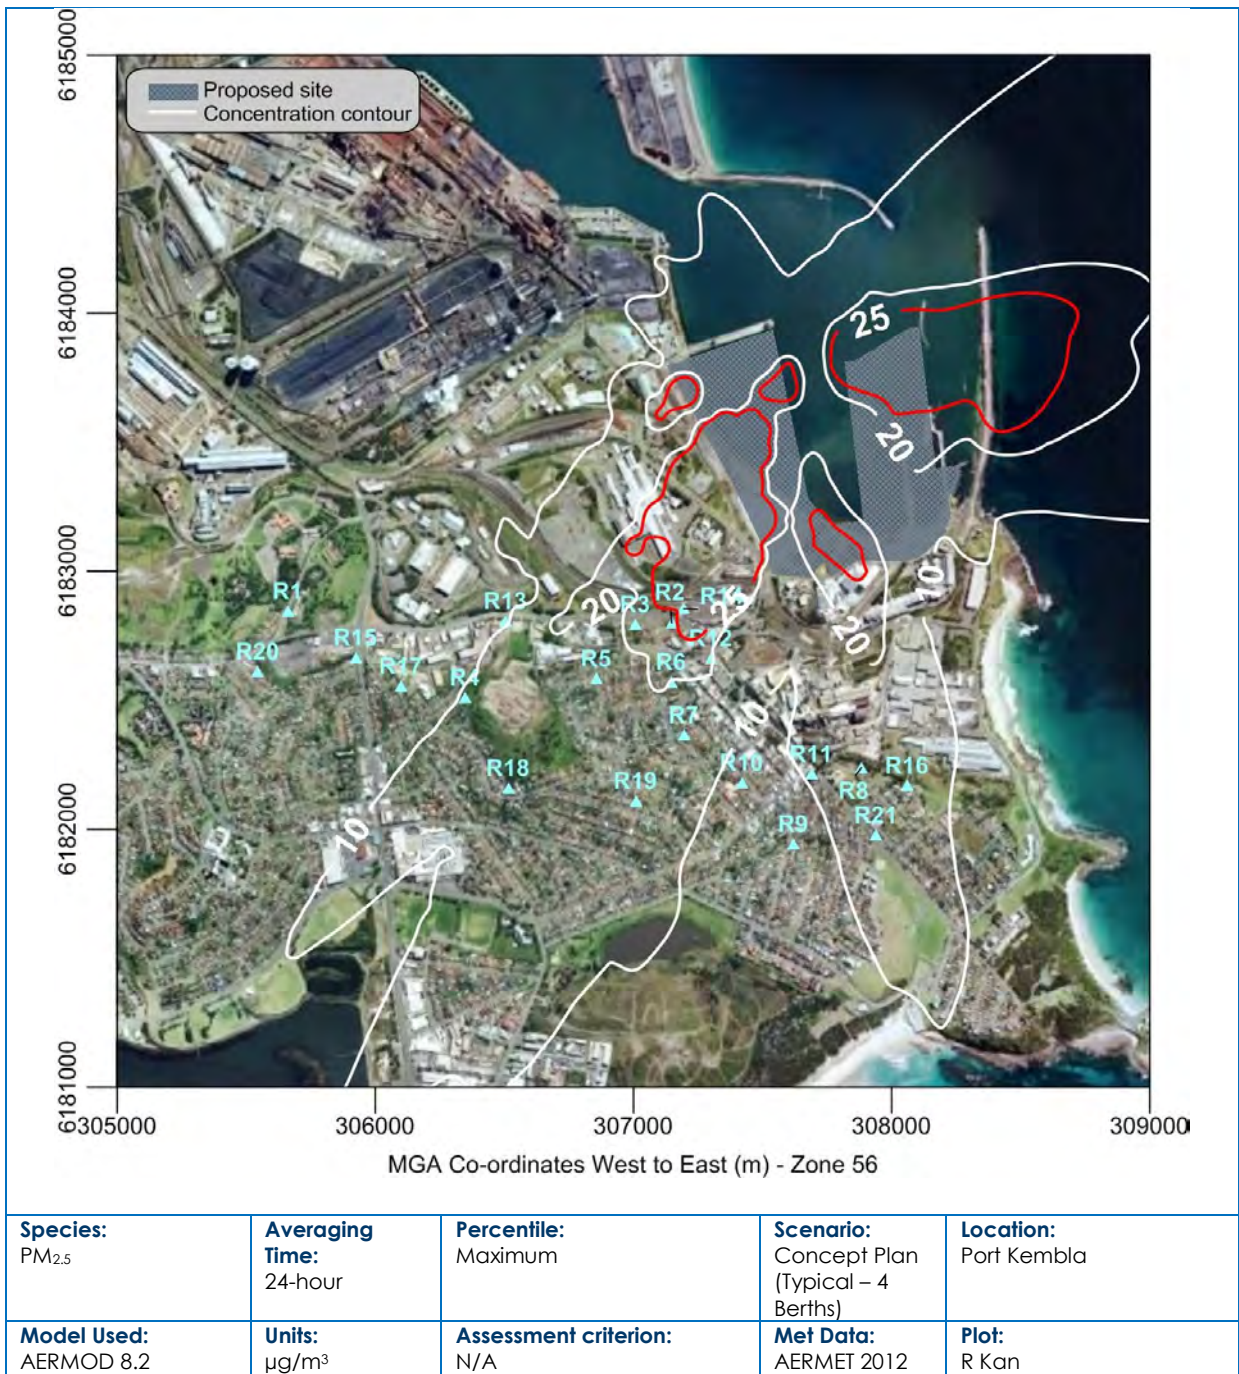 6185000
Proposed site
Concentration contour
6184000
25
20
6183000
R1
R13
20
R3
R2
25
10
R20
R15
R17
R4
R5
R6
R12
20
R7
10
R18
R19
R10
R11
R8
R16
6182000
10
R9
R21
6181000
305000
306000
307000
308000
309000
MGA Co-ordinates West to East (m) - Zone 56
Species:
PM2.5
Averaging
Time:
24-hour
Percentile:
Maximum
Scenario:
Concept Plan
(Typical – 4
Berths)
Location:
Port Kembla
Model Used:
AERMOD 8.2
Units:
µg/m³
Assessment criterion:
N/A
Met Data:
AERMET 2012
Plot:
R Kan